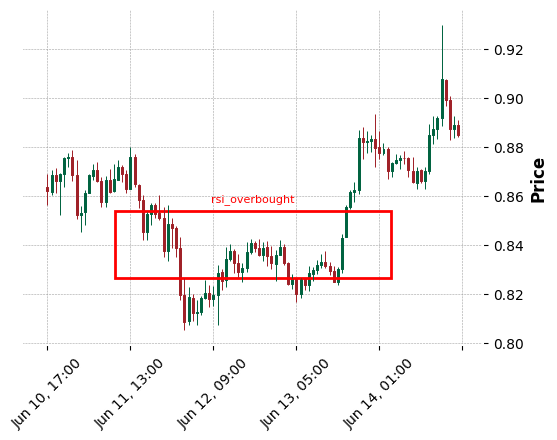 0.92
0.90
0.88
0.86
0.84
0.82
0.80
Price
rsi_overbought
Jun 10, 17:00
Jun 11, 13:00
Jun 12, 09:00
Jun 13, 05:00
Jun 14, 01:00